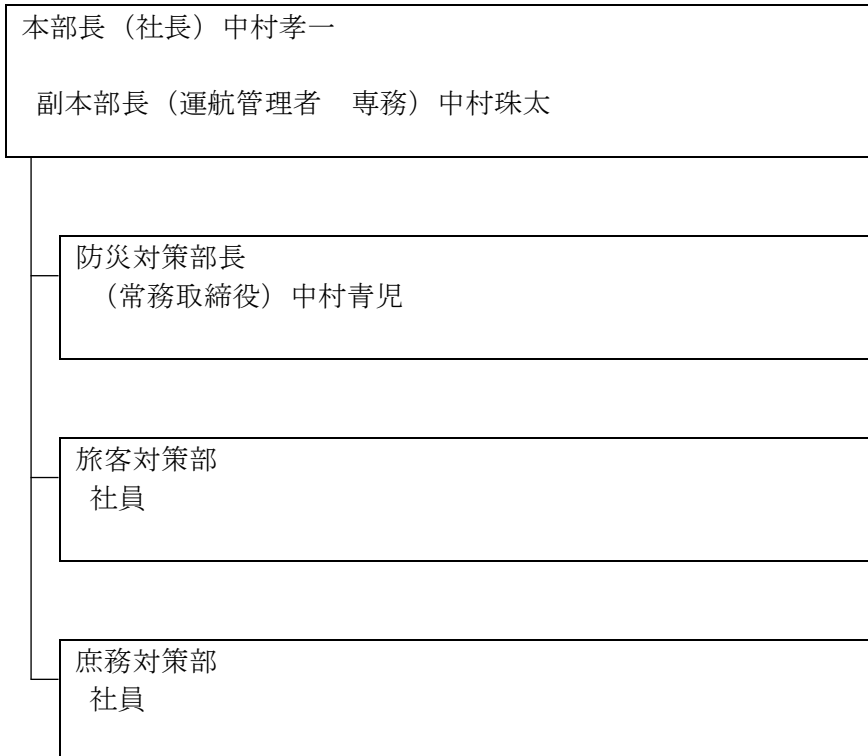 本部長（社長）中村孝一
副本部長（運航管理者　専務）中村珠太
防災対策部長
（常務取締役）中村青児
旅客対策部
社員
庶務対策部
社員